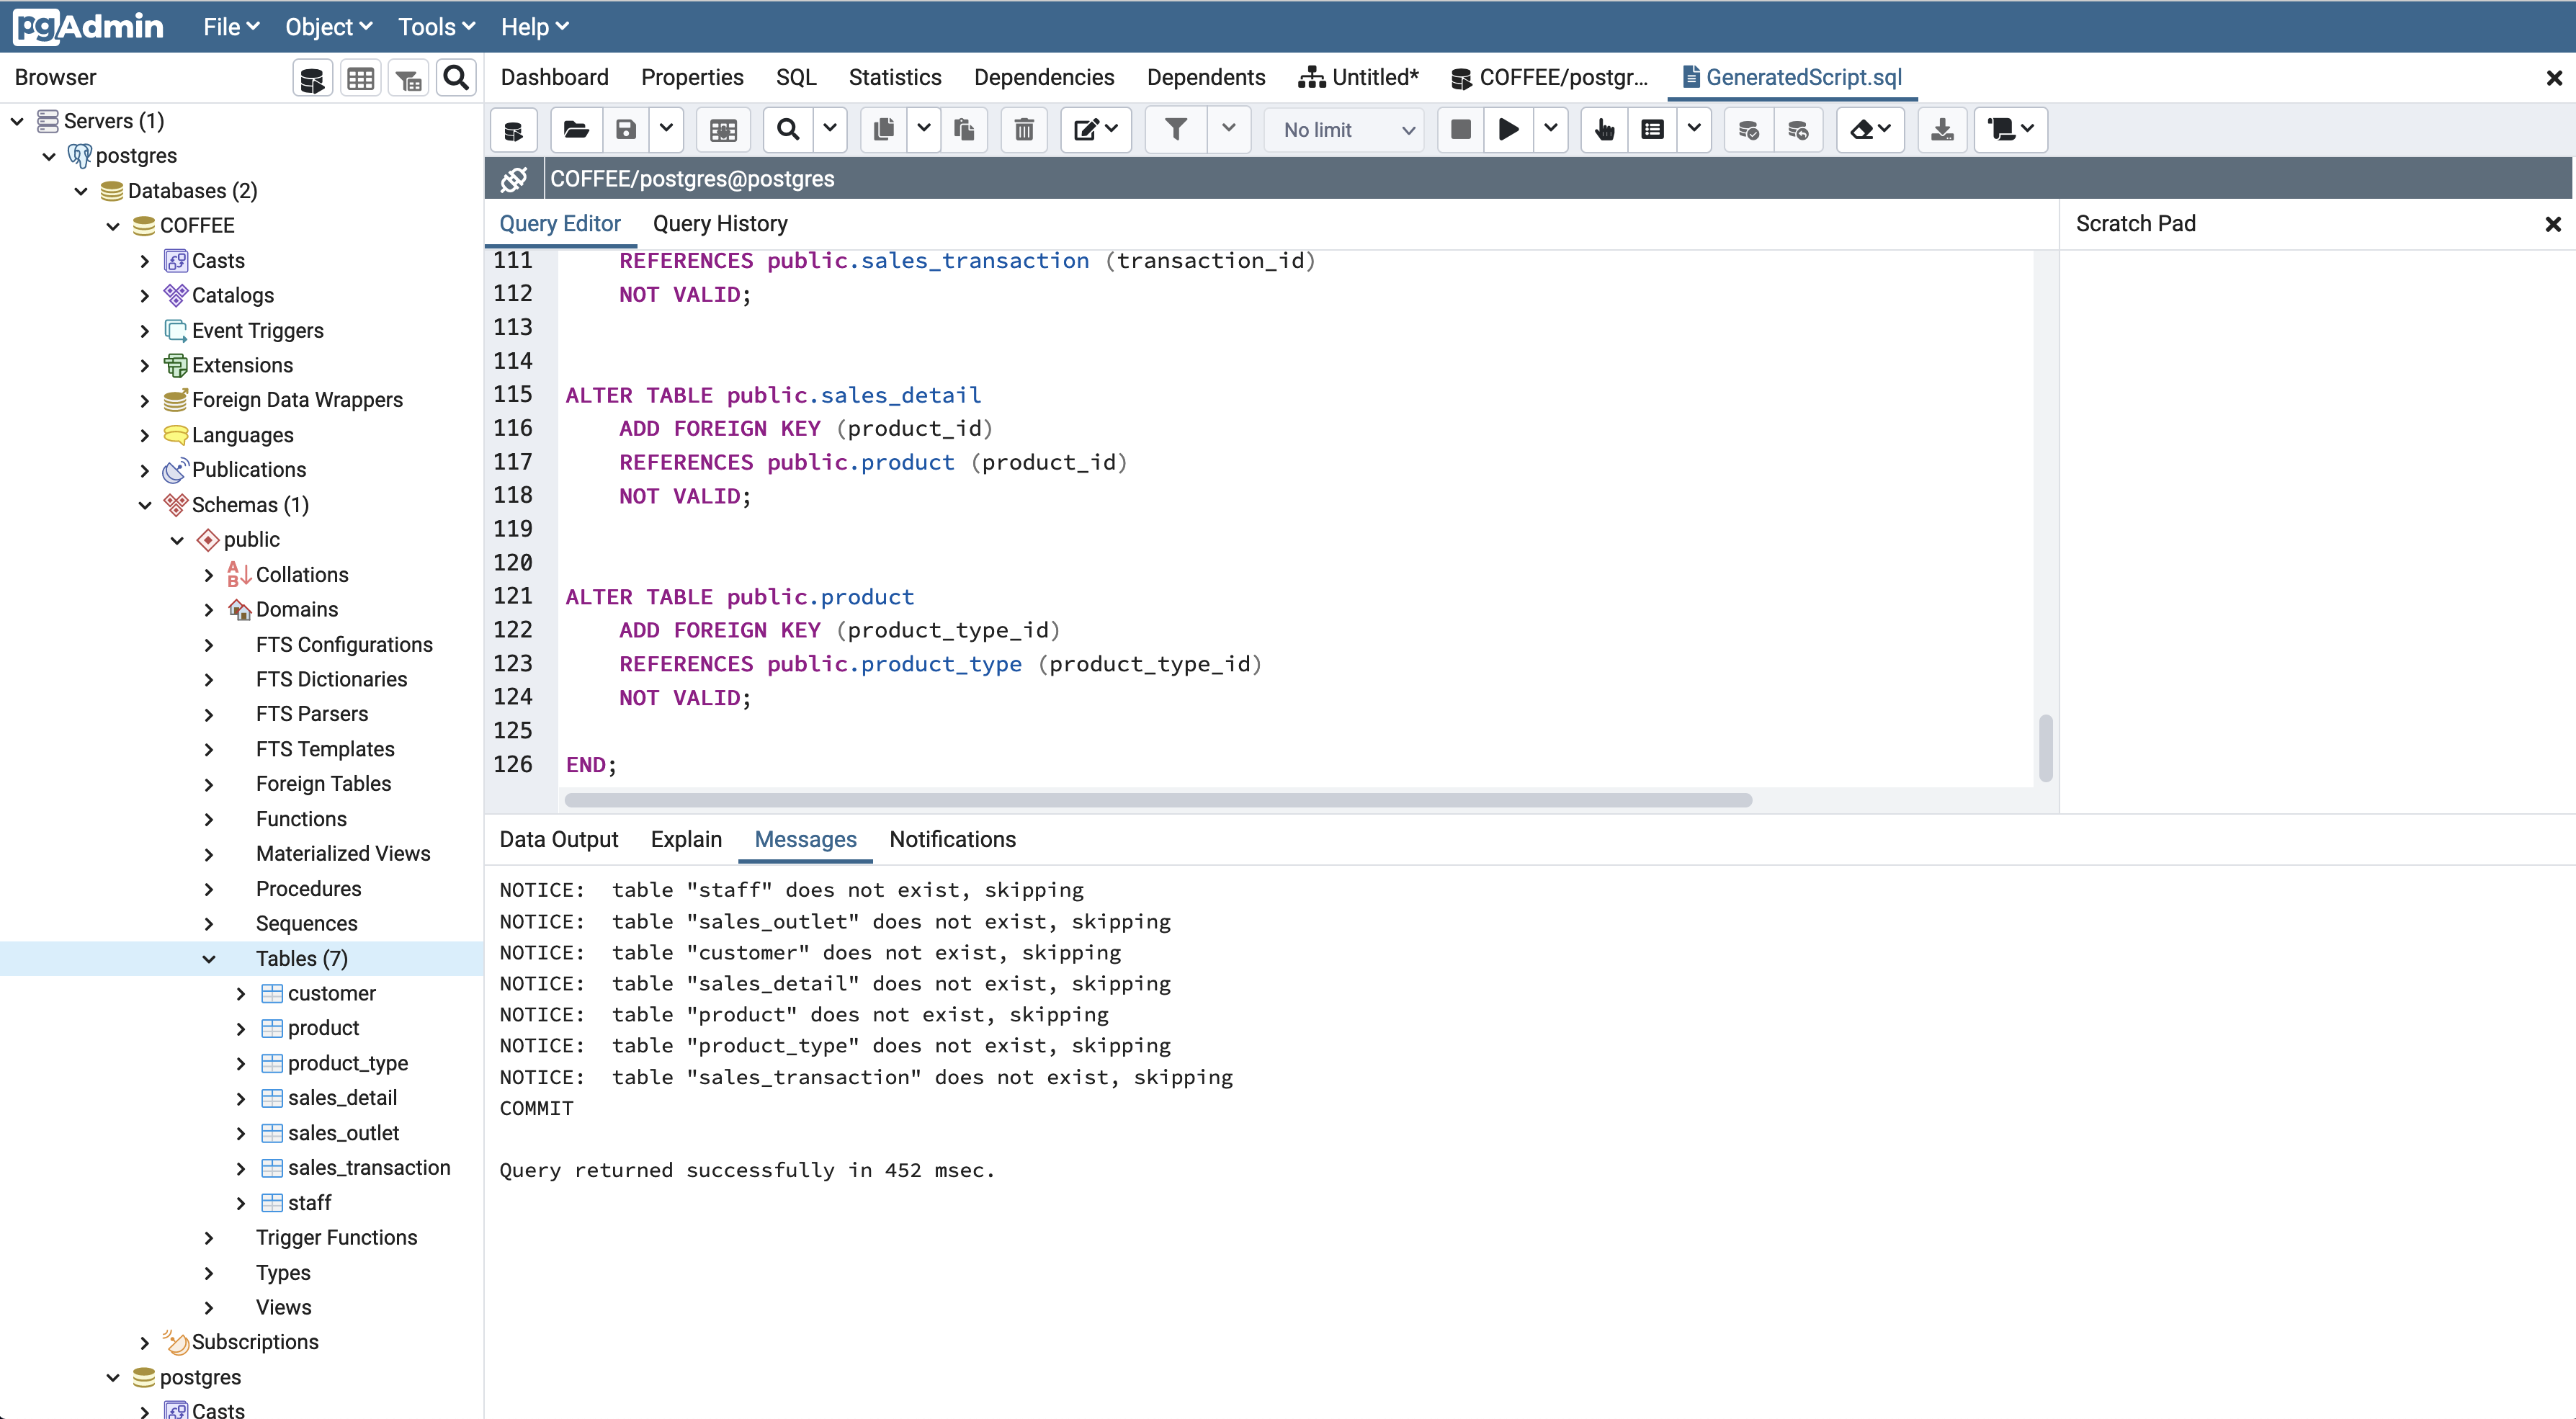 pgAdmin File Object Tools Help
Browser
Dashboard Properties SQL Statistics Dependencies Dependents Untitled* COFFEE/postgr... GeneratedScript.sql
No limit
COFFEE/postgres@postgres
Query Editor Query History
Scratch Pad
Servers (1)
postgres
Databases (2)
COFFEE
Casts
Catalogs
Event Triggers
Extensions
Foreign Data Wrappers
Languages
Publications
Schemas (1)
public
Collations
Domains
FTS Configurations
FTS Dictionaries
FTS Parsers
FTS Templates
Foreign Tables
Functions
Materialized Views
Procedures
Sequences
Tables (7)
customer
product
product_type
sales_detail
sales_outlet
sales_transaction
staff
Trigger Functions
Types
Views
Subscriptions
postgres
Casts
111 REFERENCES public.sales_transaction (transaction_id)
112 NOT VALID;
113
114
115 ALTER TABLE public.sales_detail
116 ADD FOREIGN KEY (product_id)
117 REFERENCES public.product (product_id)
118 NOT VALID;
119
120
121 ALTER TABLE public.product
122 ADD FOREIGN KEY (product_type_id)
123 REFERENCES public.product_type (product_type_id)
124 NOT VALID;
125
126 END;
Data Output Explain Messages Notifications
NOTICE:  table "staff" does not exist, skipping
NOTICE:  table "sales_outlet" does not exist, skipping
NOTICE:  table "customer" does not exist, skipping
NOTICE:  table "sales_detail" does not exist, skipping
NOTICE:  table "product" does not exist, skipping
NOTICE:  table "product_type" does not exist, skipping
NOTICE:  table "sales_transaction" does not exist, skipping
COMMIT
Query returned successfully in 452 msec.